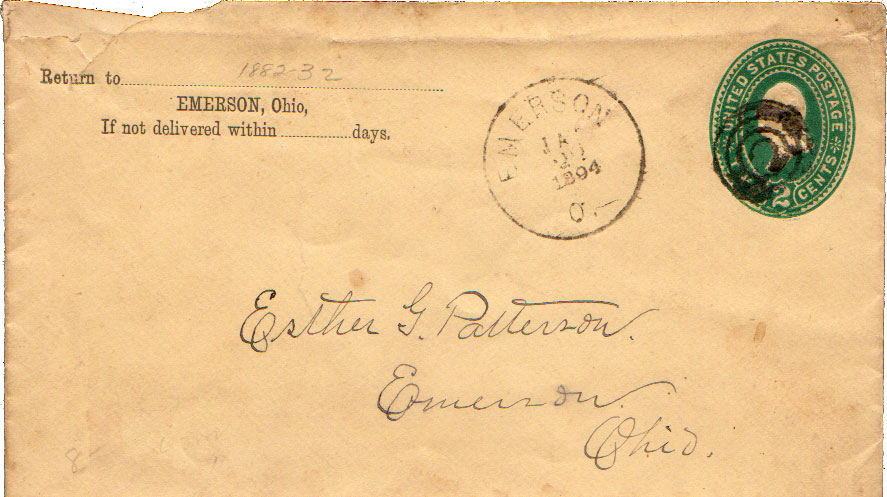 Return to 1882-32
EMERSON, Ohio,
If not delivered within days.
EMERSON
1894
O.
UNITED STATES POSTAGE
2 CENTS
Esther G. Patterson.
Emerson.
Ohio.
8